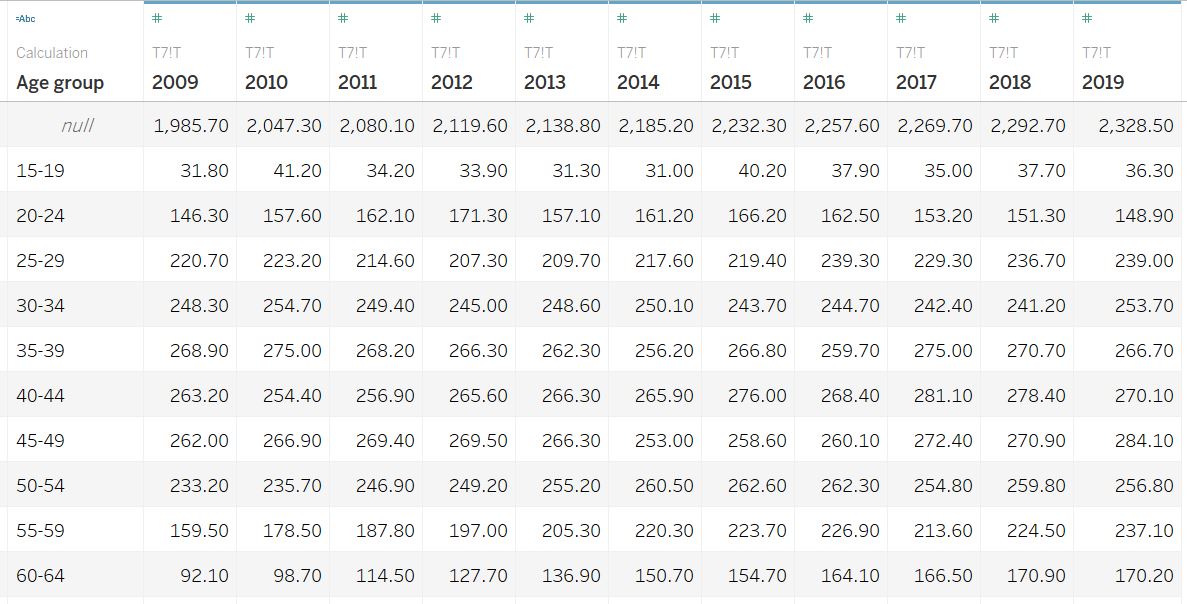 =Abc # # # # # # # # # # #
Calculation T7!T T7!T T7!T T7!T T7!T T7!T T7!T T7!T T7!T T7!T T7!T
Age group 2009 2010 2011 2012 2013 2014 2015 2016 2017 2018 2019
null 1,985.70 2,047.30 2,080.10 2,119.60 2,138.80 2,185.20 2,232.30 2,257.60 2,269.70 2,292.70 2,328.50
15-19 31.80 41.20 34.20 33.90 31.30 31.00 40.20 37.90 35.00 37.70 36.30
20-24 146.30 157.60 162.10 171.30 157.10 161.20 166.20 162.50 153.20 151.30 148.90
25-29 220.70 223.20 214.60 207.30 209.70 217.60 219.40 239.30 229.30 236.70 239.00
30-34 248.30 254.70 249.40 245.00 248.60 250.10 243.70 244.70 242.40 241.20 253.70
35-39 268.90 275.00 268.20 266.30 262.30 256.20 266.80 259.70 275.00 270.70 266.70
40-44 263.20 254.40 256.90 265.60 266.30 265.90 276.00 268.40 281.10 278.40 270.10
45-49 262.00 266.90 269.40 269.50 266.30 253.00 258.60 260.10 272.40 270.90 284.10
50-54 233.20 235.70 246.90 249.20 255.20 260.50 262.60 262.30 254.80 259.80 256.80
55-59 159.50 178.50 187.80 197.00 205.30 220.30 223.70 226.90 213.60 224.50 237.10
60-64 92.10 98.70 114.50 127.70 136.90 150.70 154.70 164.10 166.50 170.90 170.20